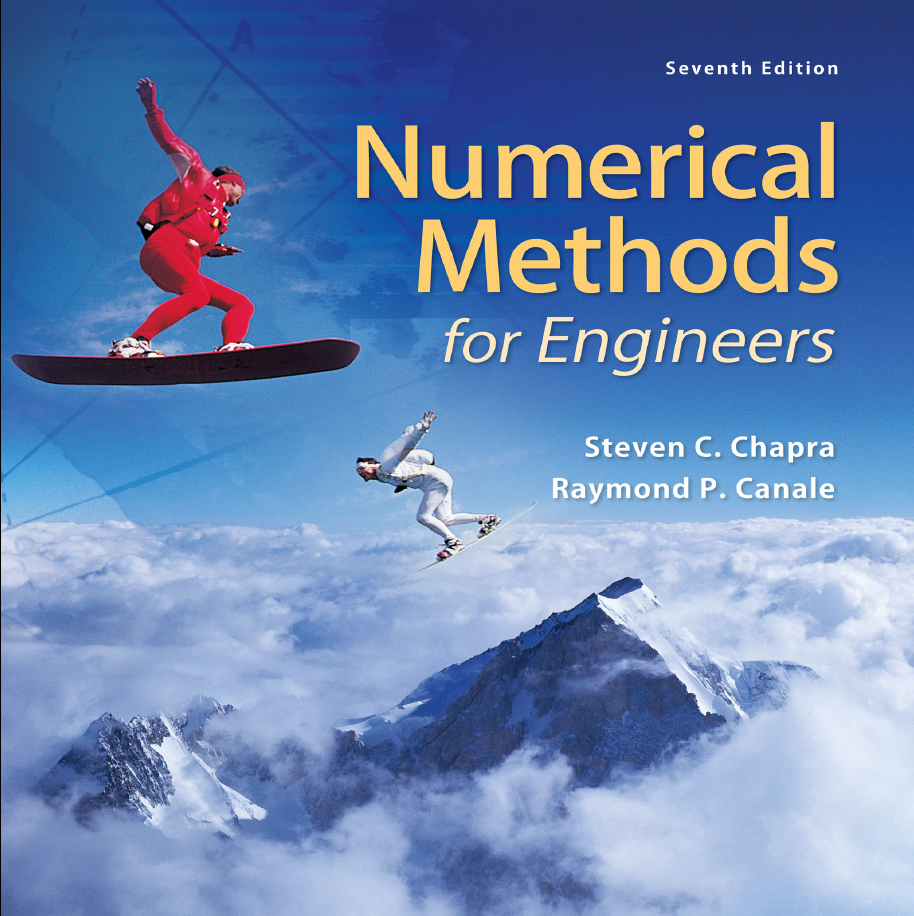 Seventh Edition
Numerical
Methods
for Engineers
Steven C. Chapra
Raymond P. Canale
A